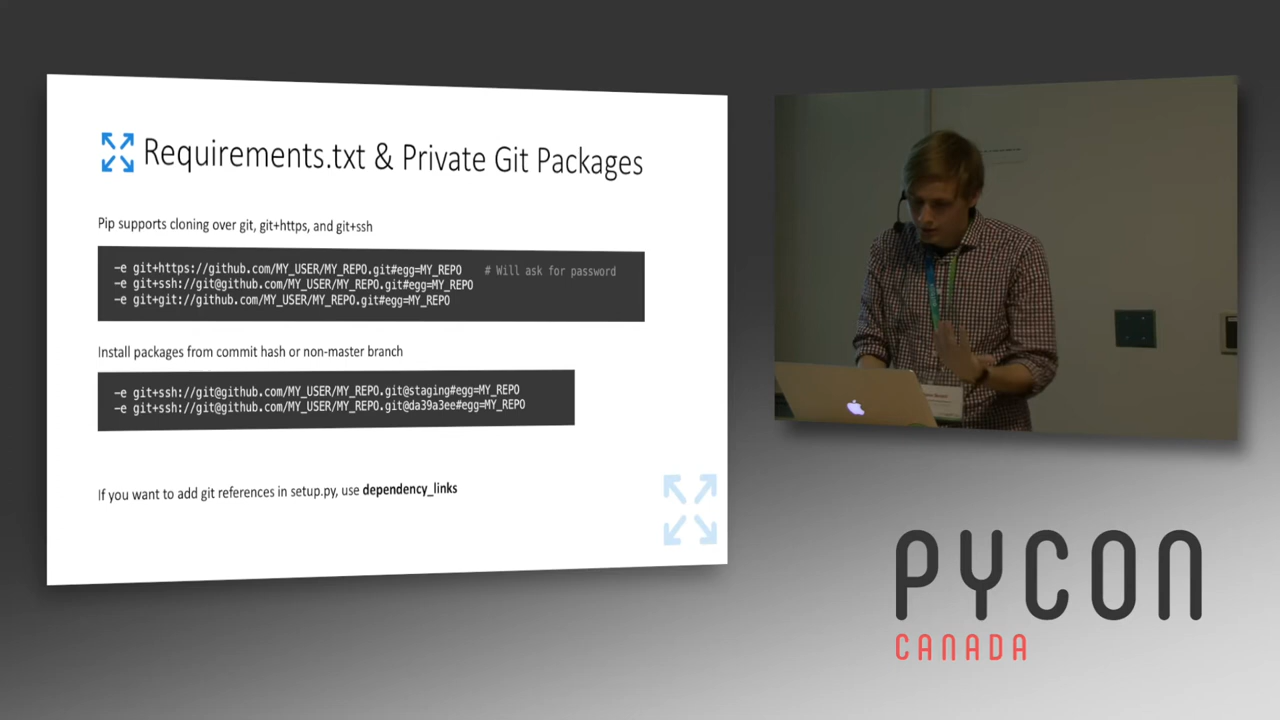 Requirements.txt & Private Git Packages
Pip supports cloning over git, git+https, and git+ssh
-e git+https://github.com/MY_USER/MY_REPO.git#egg=MY_REPO # Will ask for password
-e git+ssh://git@github.com/MY_USER/MY_REPO.git#egg=MY_REPO
-e git+git://github.com/MY_USER/MY_REPO.git#egg=MY_REPO
Install packages from commit hash or non-master branch
-e git+ssh://git@github.com/MY_USER/MY_REPO.git@staging#egg=MY_REPO
-e git+ssh://git@github.com/MY_USER/MY_REPO.git@da39a3ee#egg=MY_REPO
If you want to add git references in setup.py, use dependency_links
PYCON
CANADA